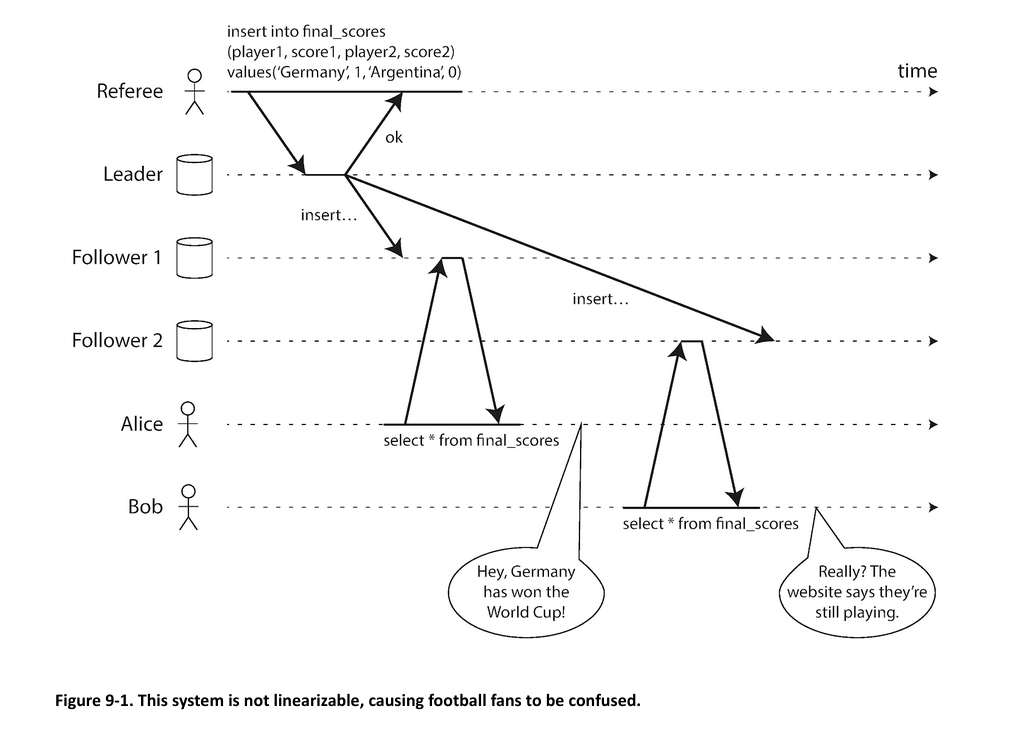 insert into final_scores
(player1, score1, player2, score2)
values(‘Germany’, 1, ‘Argentina’, 0)
time
Referee
ok
Leader
insert…
Follower 1
insert…
Follower 2
Alice
select * from final_scores
Bob
select * from final_scores
Hey, Germany
has won the
World Cup!
Really? The
website says they’re
still playing.
Figure 9-1. This system is not linearizable, causing football fans to be confused.